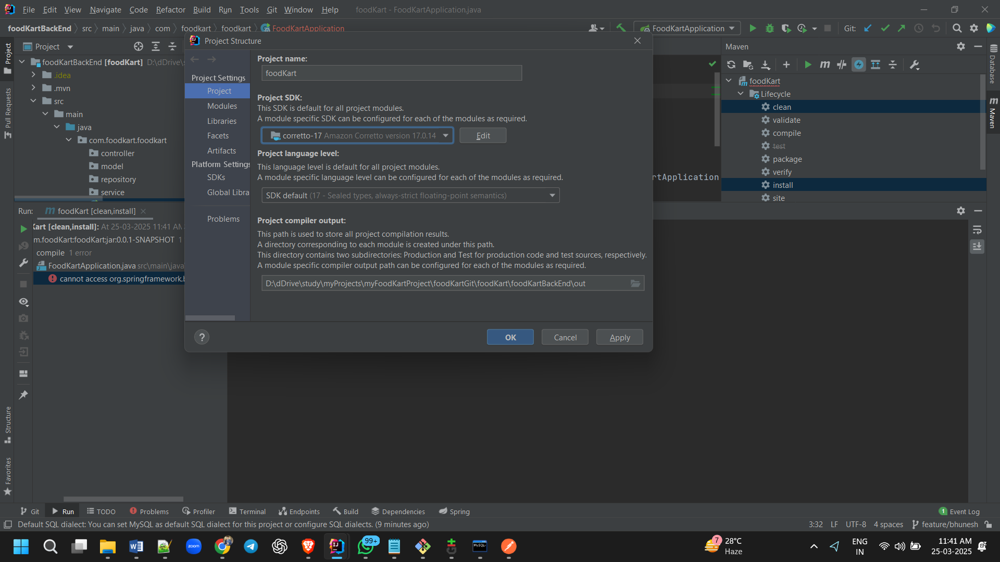 File Edit View Navigate Code Refactor Build Run Tools Git Window Help foodKart - FoodKartApplication.java
foodKartBackEnd src main java com foodkart foodkart FoodKartApplication
FoodKartApplication Git:
Project
Pull Requests
Structure
Favorites
Project
foodKartBackEnd [foodKart] D:\dDrive\s
.idea
.mvn
src
main
java
com.foodkart.foodkart
controller
model
repository
service
Run: foodKart [clean,install]
Kart [clean,install]: At 25-03-2025 11:41 AM
m.foodKart:foodKart:jar:0.0.1-SNAPSHOT 1
compile 1 error
FoodKartApplication.java src\main\java
cannot access org.springframework.b
Project Structure
Project Settings
Project
Modules
Libraries
Facets
Artifacts
Platform Settings
SDKs
Global Libra
Problems
Project name:
foodKart
Project SDK:
This SDK is default for all project modules.
A module specific SDK can be configured for each of the modules as required.
corretto-17 Amazon Corretto version 17.0.14
Edit
Project language level:
This language level is default for all project modules.
A module specific language level can be configured for each of the modules as required.
SDK default (17 - Sealed types, always-strict floating-point semantics)
Project compiler output:
This path is used to store all project compilation results.
A directory corresponding to each module is created under this path.
This directory contains two subdirectories: Production and Test for production code and test sources, respectively.
A module specific compiler output path can be configured for each of the modules as required.
D:\dDrive\study\myProjects\myFoodKartProject\foodKartGit\foodKart\foodKartBackEnd\out
?
OK Cancel Apply
rtApplication
Maven
foodKart
Lifecycle
clean
validate
compile
test
package
verify
install
site
Database
Maven
Git Run TODO Problems Profiler Terminal Endpoints Build Dependencies Spring
1 Event Log
Default SQL dialect: You can set MySQL as default SQL dialect for this project or configure SQL dialects. (9 minutes ago)
3:32 LF UTF-8 4 spaces feature/bhunesh
zoom
99+
MySQL
7
28°C
Haze
ENG
IN
11:41 AM
25-03-2025